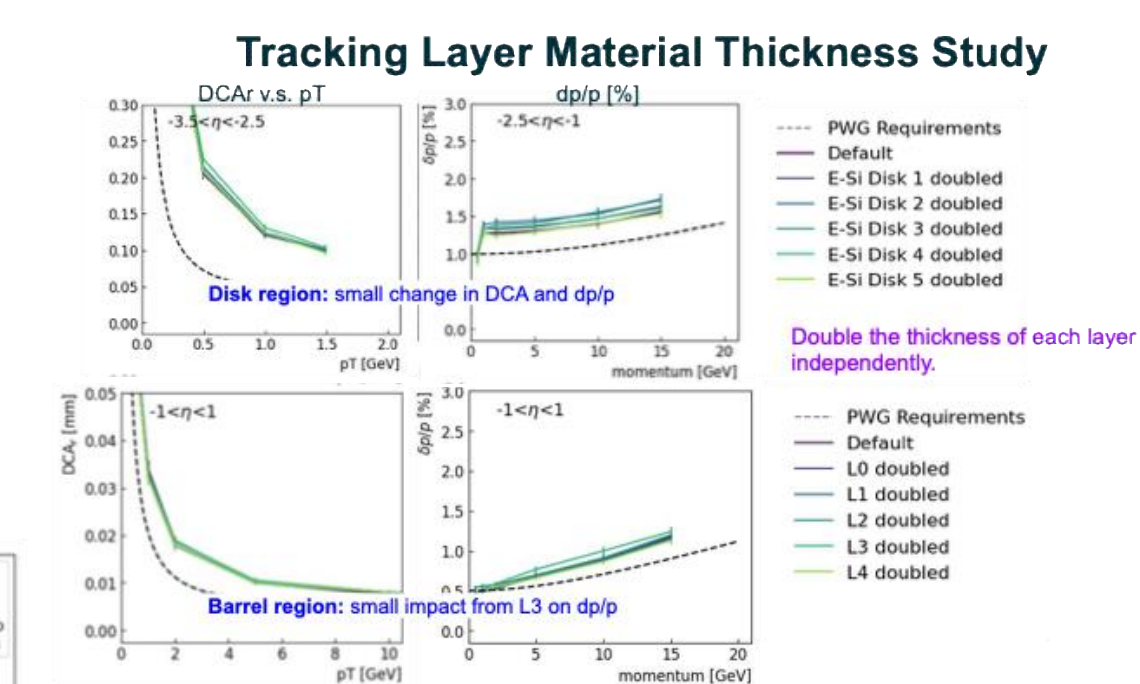 Tracking Layer Material Thickness Study
DCAr v.s. pT
dp/p [%]
0.30
0.25
0.20
0.15
0.10
0.05
0.00
-3.5<η<-2.5
0.0 0.5 1.0 1.5 2.0
pT [GeV]
δp/p [%]
3.0
2.5
2.0
1.5
1.0
0.0
-2.5<η<-1
0 5 10 15 20
momentum [GeV]
Disk region: small change in DCA and dp/p
PWG Requirements
Default
E-Si Disk 1 doubled
E-Si Disk 2 doubled
E-Si Disk 3 doubled
E-Si Disk 4 doubled
E-Si Disk 5 doubled
Double the thickness of each layer
independently.
DCAᵣ [mm]
0.05
0.04
0.03
0.02
0.01
0.00
-1<η<1
0 2 4 6 8 10
pT [GeV]
δp/p [%]
3.0
2.5
2.0
1.5
1.0
0.5
0.0
-1<η<1
0 5 10 15 20
momentum [GeV]
Barrel region: small impact from L3 on dp/p
PWG Requirements
Default
L0 doubled
L1 doubled
L2 doubled
L3 doubled
L4 doubled